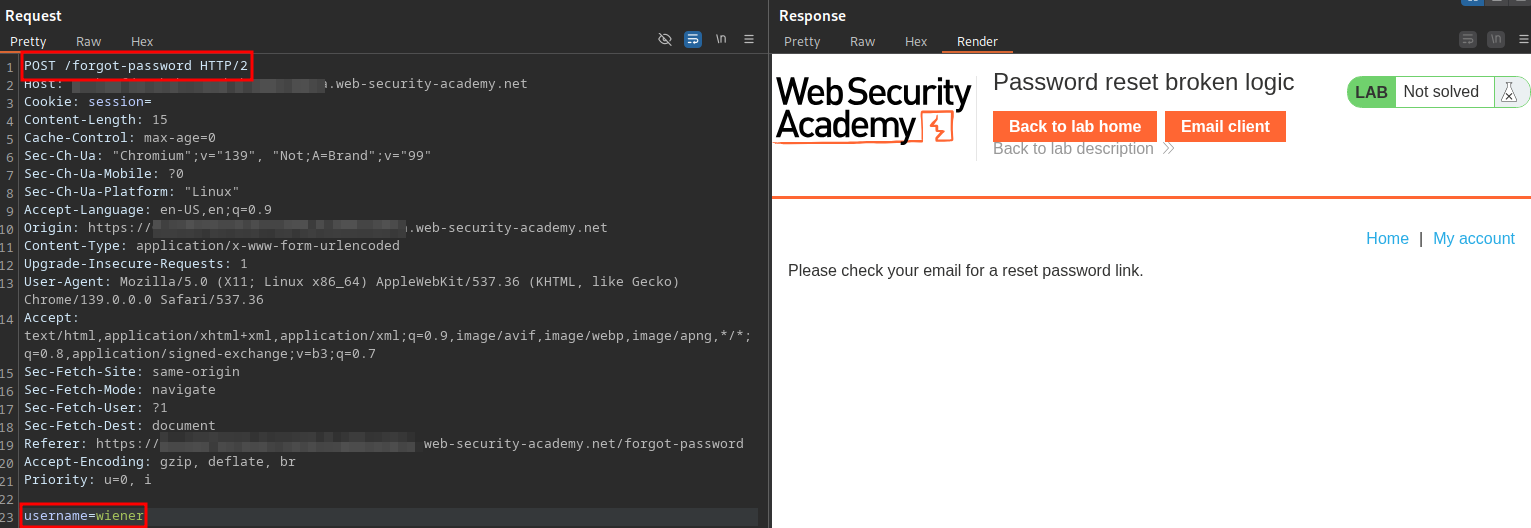 Request
Pretty Raw Hex \n
1 POST /forgot-password HTTP/2
2 Host: .web-security-academy.net
3 Cookie: session=
4 Content-Length: 15
5 Cache-Control: max-age=0
6 Sec-Ch-Ua: "Chromium";v="139", "Not;A=Brand";v="99"
7 Sec-Ch-Ua-Mobile: ?0
8 Sec-Ch-Ua-Platform: "Linux"
9 Accept-Language: en-US,en;q=0.9
10 Origin: https:// .web-security-academy.net
11 Content-Type: application/x-www-form-urlencoded
12 Upgrade-Insecure-Requests: 1
13 User-Agent: Mozilla/5.0 (X11; Linux x86_64) AppleWebKit/537.36 (KHTML, like Gecko)
Chrome/139.0.0.0 Safari/537.36
14 Accept:
text/html,application/xhtml+xml,application/xml;q=0.9,image/avif,image/webp,image/apng,*/*;
q=0.8,application/signed-exchange;v=b3;q=0.7
15 Sec-Fetch-Site: same-origin
16 Sec-Fetch-Mode: navigate
17 Sec-Fetch-User: ?1
18 Sec-Fetch-Dest: document
19 Referer: https:// web-security-academy.net/forgot-password
20 Accept-Encoding: gzip, deflate, br
21 Priority: u=0, i
22
23 username=wiener
Response
Pretty Raw Hex Render \n
Web Security
Academy
Password reset broken logic
LAB Not solved
Back to lab home Email client
Back to lab description
Home | My account
Please check your email for a reset password link.